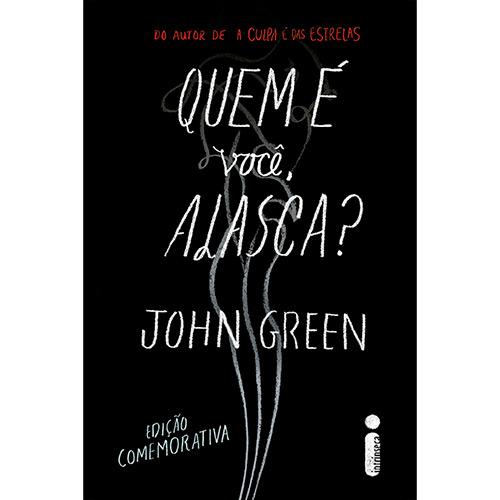 DO AUTOR DE A CULPA É DAS ESTRELAS
QUEM É
você,
ALASCA?
JOHN GREEN
EDIÇÃO
COMEMORATIVA
intrínseca